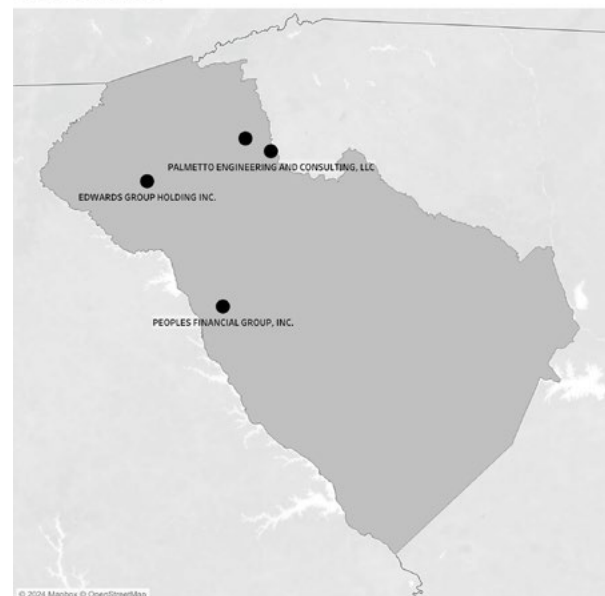 PALMETTO ENGINEERING AND CONSULTING, LLC
EDWARDS GROUP HOLDING INC.
PEOPLES FINANCIAL GROUP, INC.
© 2024 Mapbox © OpenStreetMap